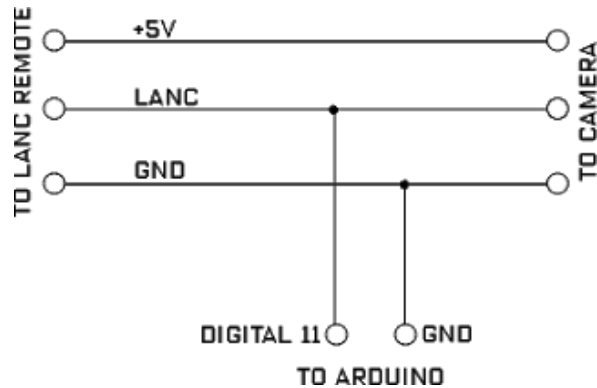 +5V
LANC
GND
TO LANC REMOTE
TO CAMERA
DIGITAL 11
GND
TO ARDUINO